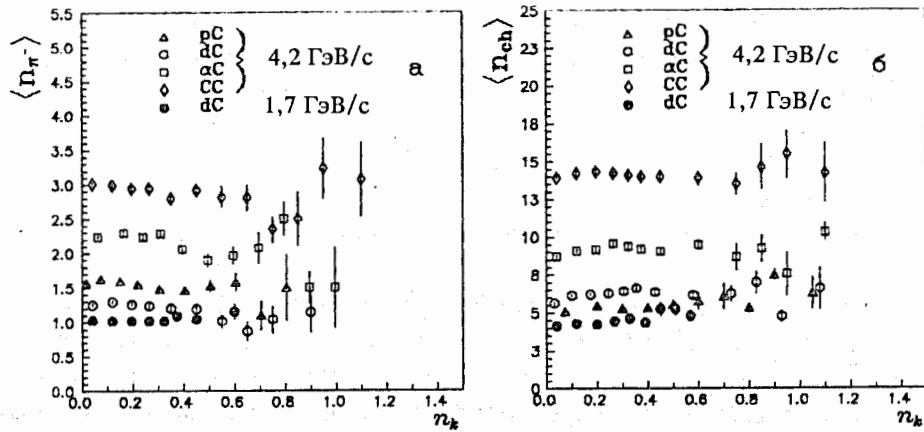 ⟨n_π⁻⟩
5.5
5.0
4.5
4.0
3.5
3.0
2.5
2.0
1.5
1.0
0.5
0.0
pC
dC
αC
CC
dC
4,2 ГэВ/с
1,7 ГэВ/с
а
0.0 0.2 0.4 0.6 0.8 1.0 1.2 1.4
n_k
⟨n_ch⟩
25
23
20
18
15
13
10
8
5
3
0
pC
dC
αC
CC
dC
4,2 ГэВ/с
1,7 ГэВ/с
б
0.0 0.2 0.4 0.6 0.8 1.0 1.2 1.4
n_k